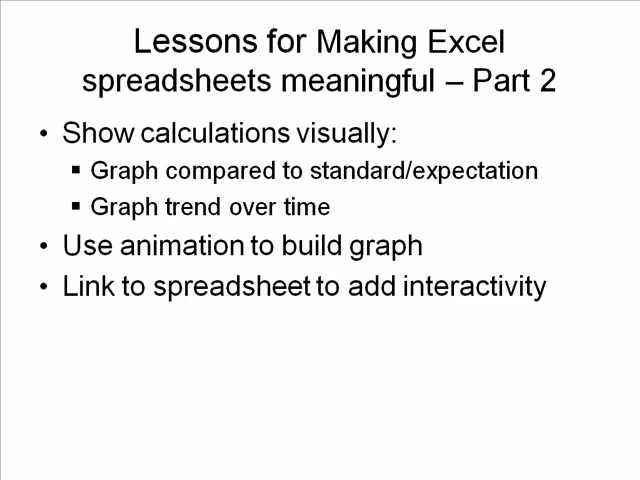 Lessons for Making Excel
spreadsheets meaningful – Part 2
• Show calculations visually:
▪ Graph compared to standard/expectation
▪ Graph trend over time
• Use animation to build graph
• Link to spreadsheet to add interactivity